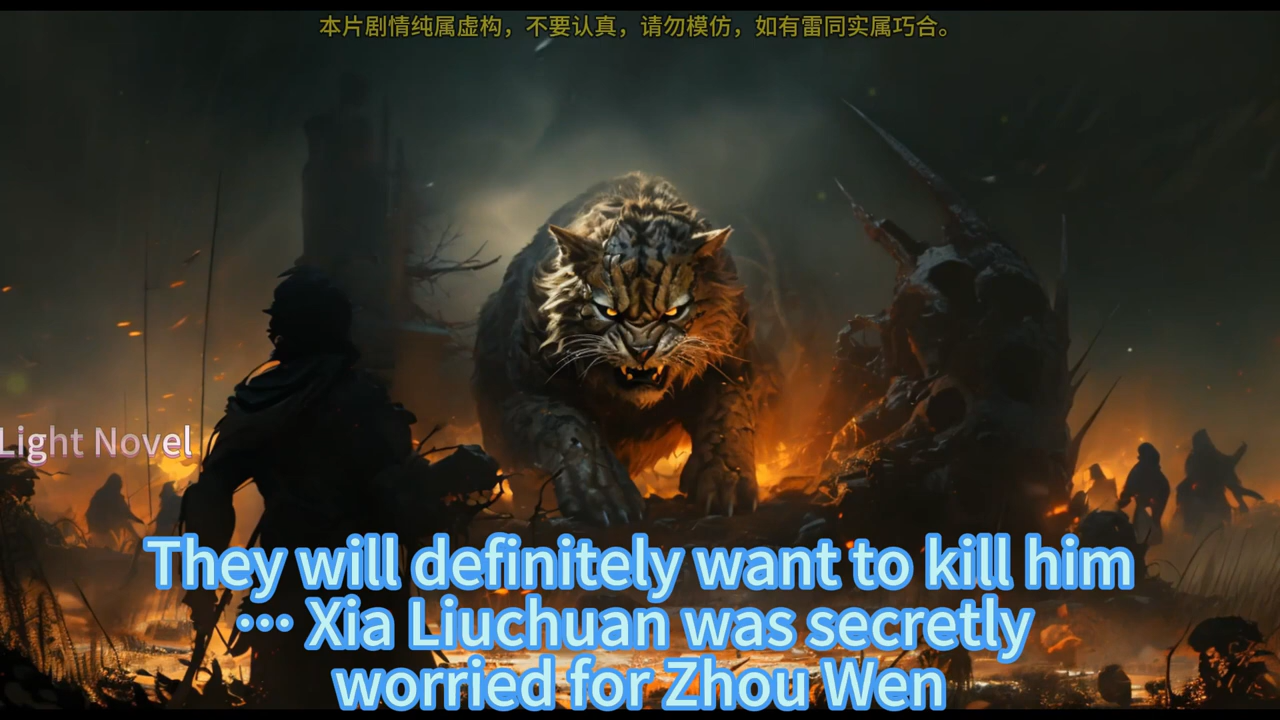 本片剧情纯属虚构，不要认真，请勿模仿，如有雷同实属巧合。
Light Novel
They will definitely want to kill him
… Xia Liuchuan was secretly
worried for Zhou Wen